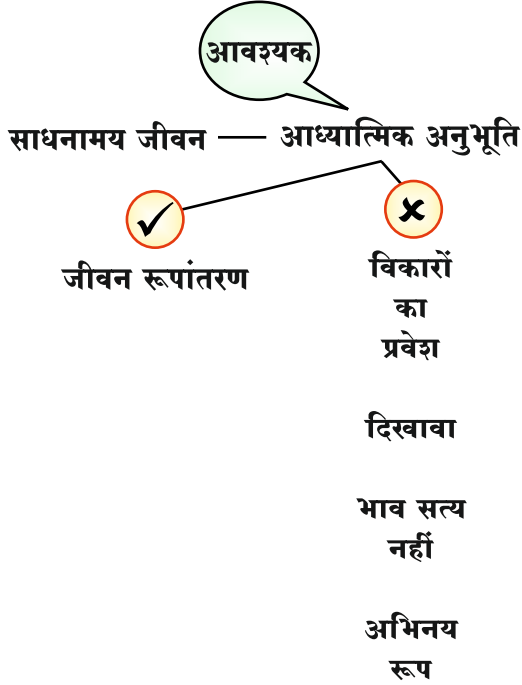 आवश्यक
साधनामय जीवन — आध्यात्मिक अनुभूति
जीवन रूपांतरण
विकारों
का
प्रवेश
दिखावा
भाव सत्य
नहीं
अभिनय
रूप